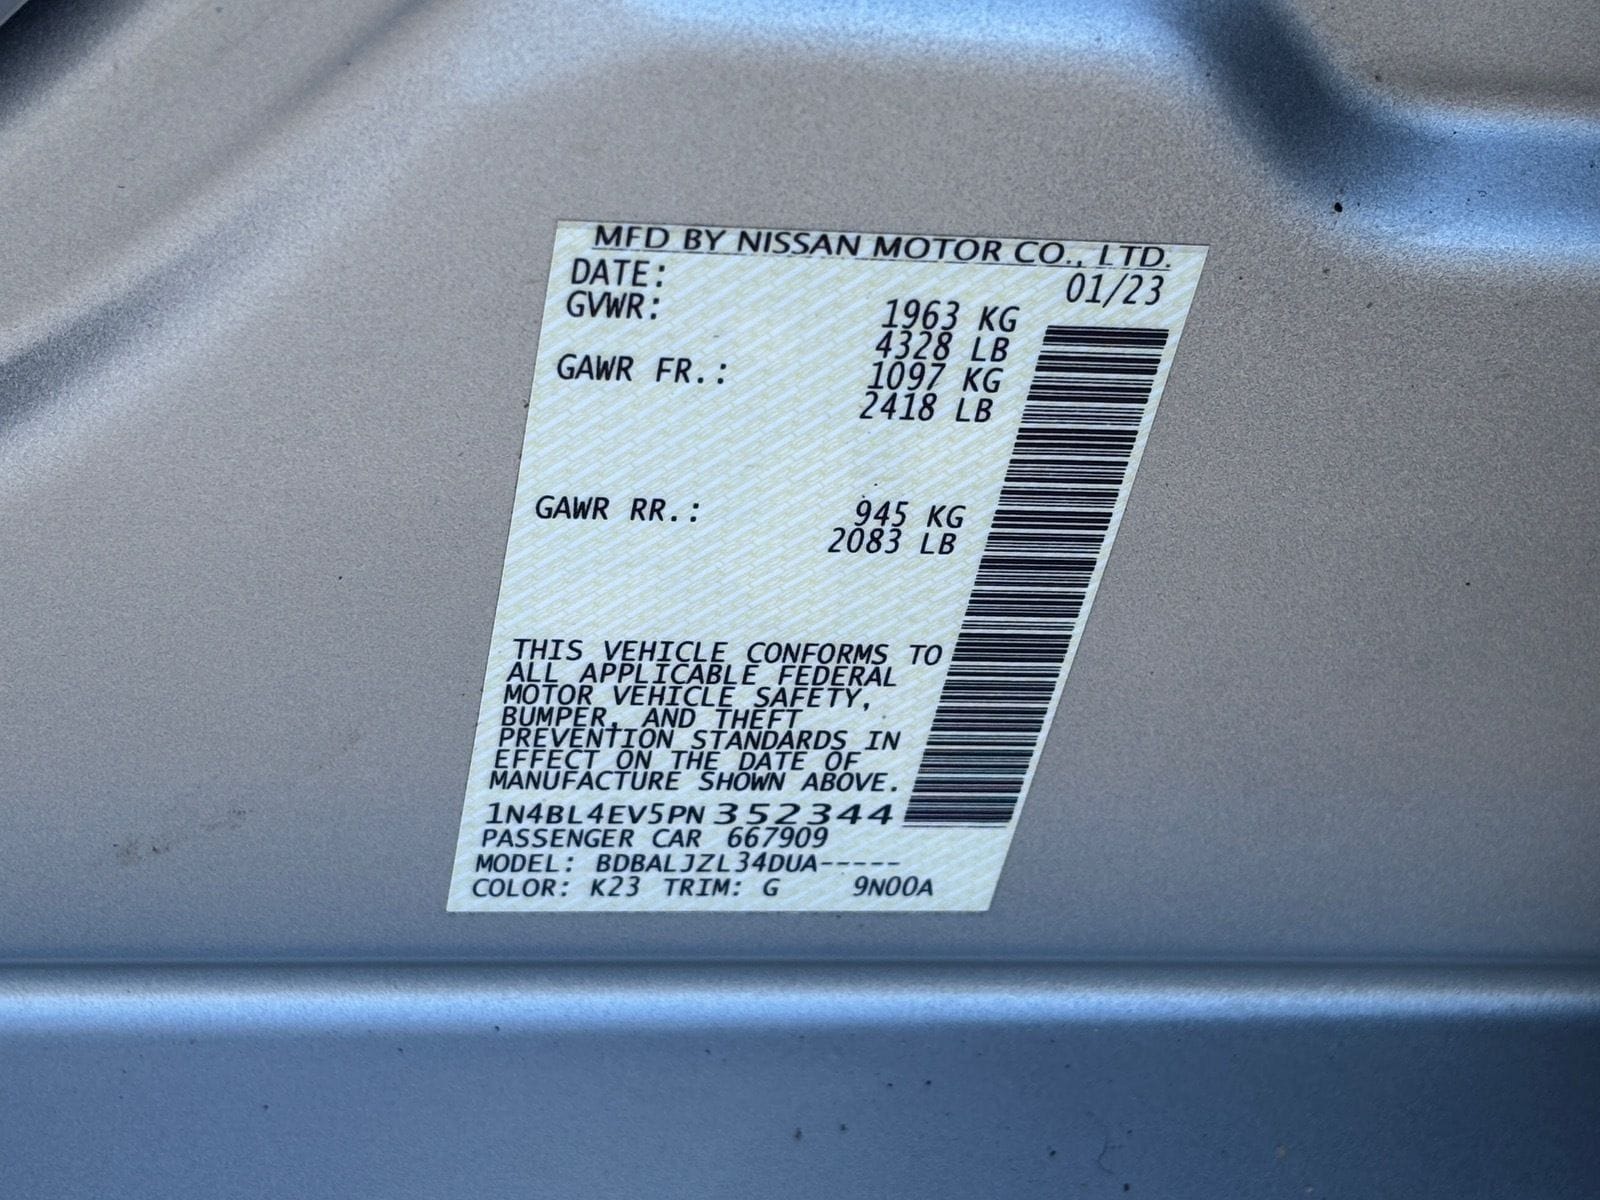 MFD BY NISSAN MOTOR CO., LTD.
DATE: 01/23
GVWR: 1963 KG
4328 LB
GAWR FR.: 1097 KG
2418 LB
GAWR RR.: 945 KG
2083 LB
THIS VEHICLE CONFORMS TO
ALL APPLICABLE FEDERAL
MOTOR VEHICLE SAFETY,
BUMPER, AND THEFT
PREVENTION STANDARDS IN
EFFECT ON THE DATE OF
MANUFACTURE SHOWN ABOVE.
1N4BL4EV5PN352344
PASSENGER CAR 667909
MODEL: BDBALJZL34DUA-----
COLOR: K23 TRIM: G 9N00A